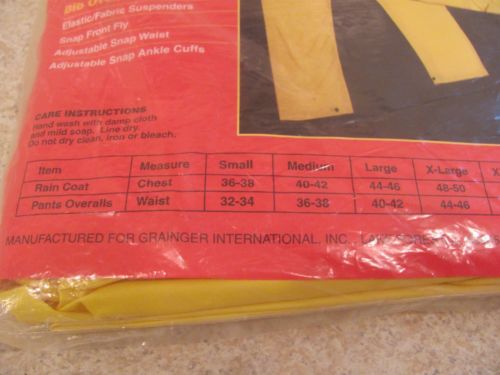 Bib
Elastic/Fabric Suspenders
Snap Front Fly
Adjustable Snap Waist
Adjustable Snap Ankle Cuffs
CARE INSTRUCTIONS
Hand wash with damp cloth
and mild soap. Line dry.
Do not dry clean, iron or bleach.
Item Measure Small Medium Large X-Large
Rain Coat Chest 36-38 40-42 44-46 48-50
Pants Overalls Waist 32-34 36-38 40-42 44-46
MANUFACTURED FOR GRAINGER INTERNATIONAL, INC.,